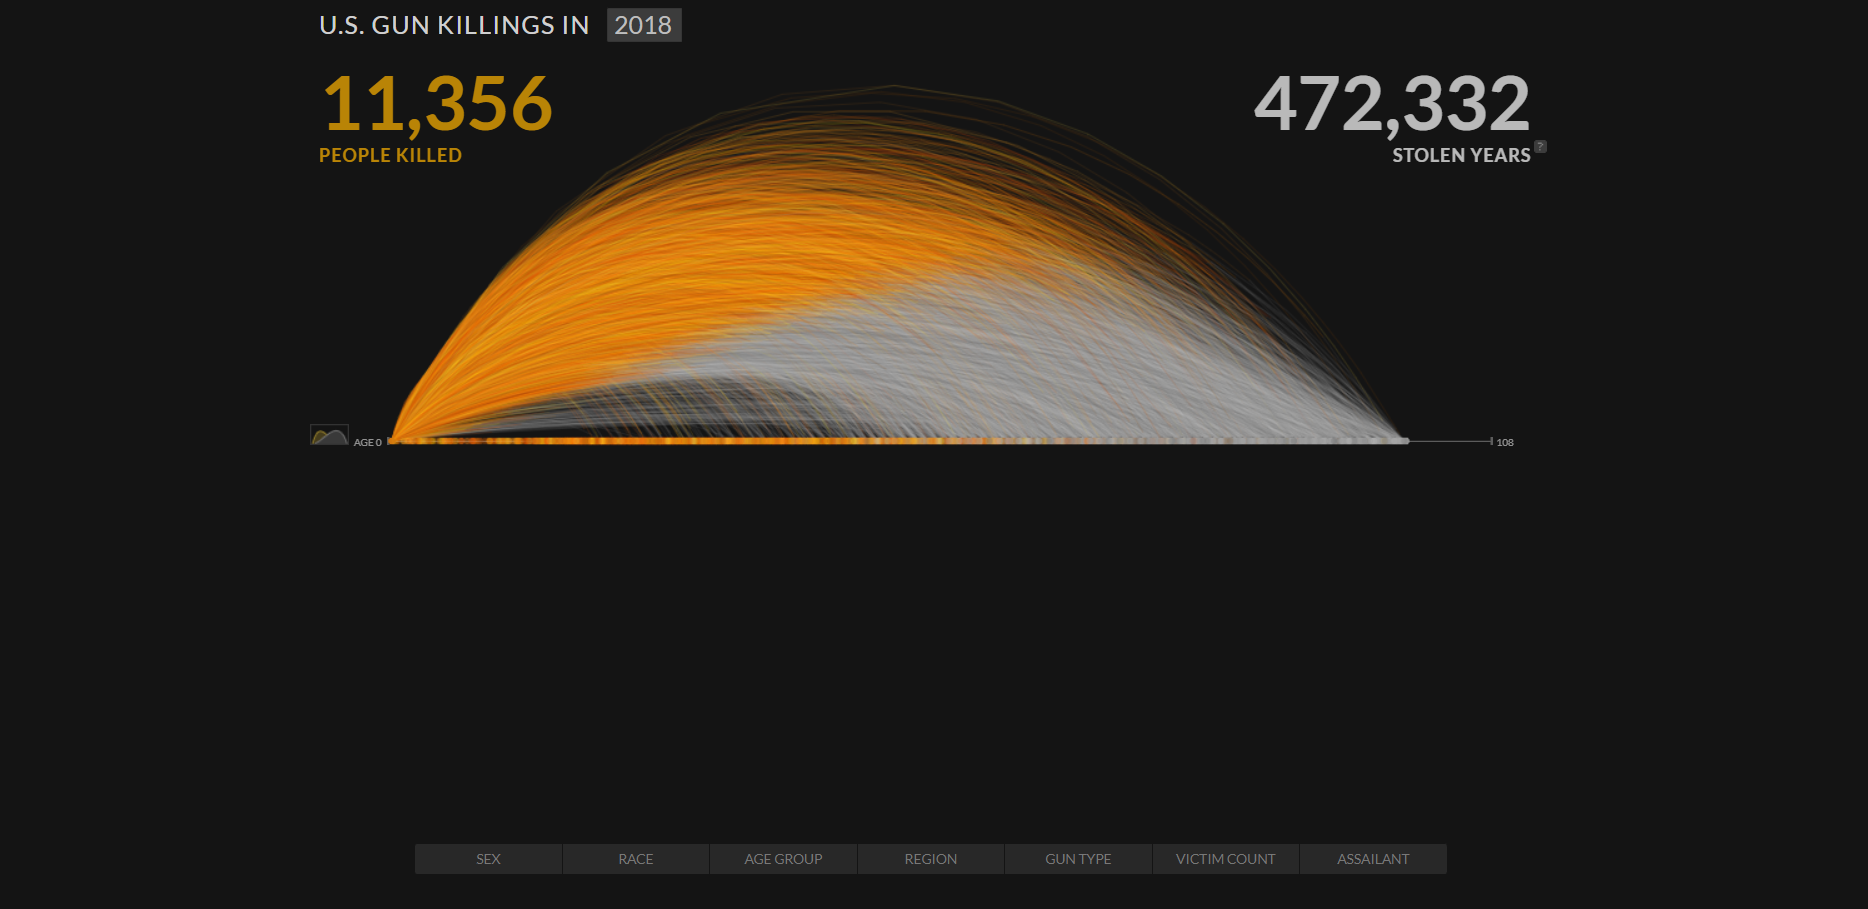 U.S. GUN KILLINGS IN 2018
11,356
PEOPLE KILLED
472,332
STOLEN YEARS ?
AGE 0
108
SEX RACE AGE GROUP REGION GUN TYPE VICTIM COUNT ASSAILANT